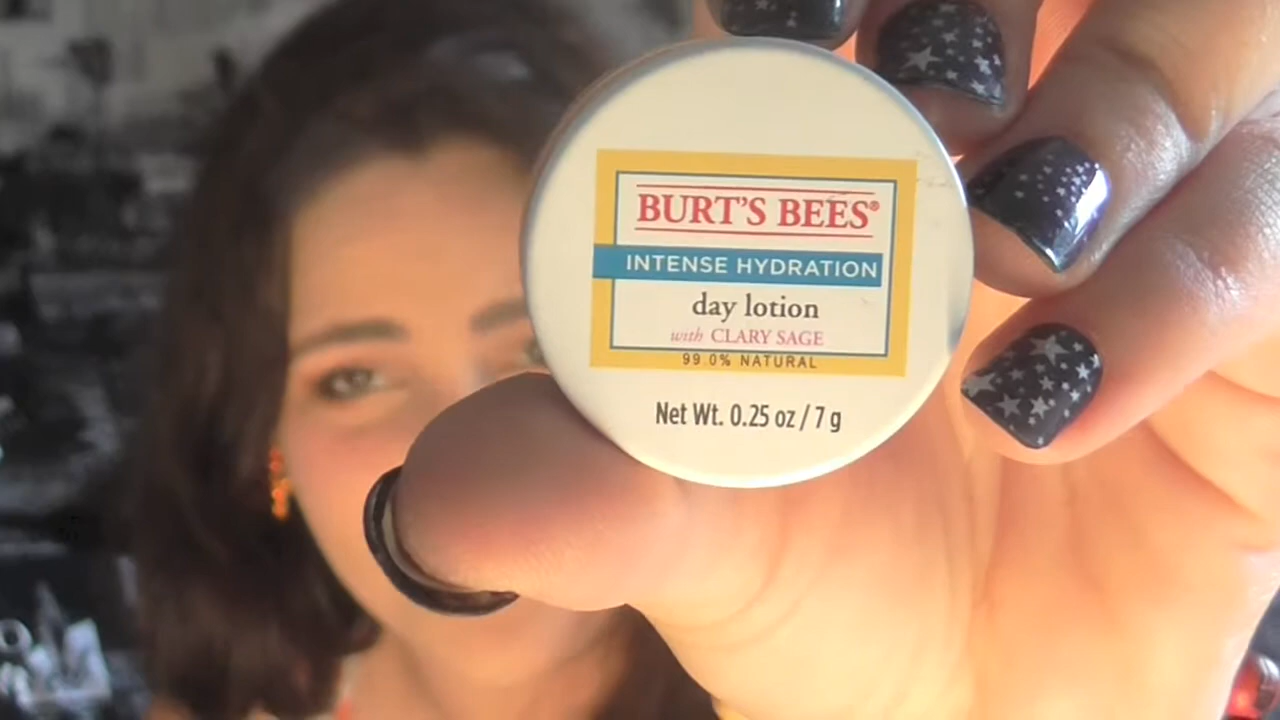 BURT'S BEES®
INTENSE HYDRATION
day lotion
with CLARY SAGE
99.0% NATURAL
Net Wt. 0.25 oz / 7 g